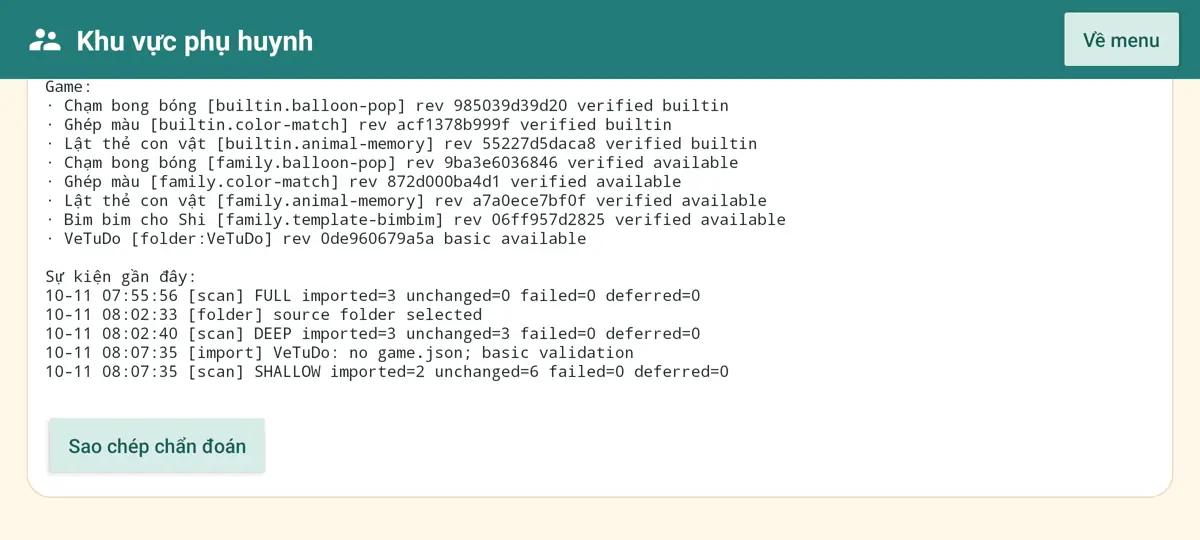 Khu vực phụ huynh
Về menu
Game:
· Chạm bong bóng [builtin.balloon-pop] rev 985039d39d20 verified builtin
· Ghép màu [builtin.color-match] rev acf1378b999f verified builtin
· Lật thẻ con vật [builtin.animal-memory] rev 55227d5daca8 verified builtin
· Chạm bong bóng [family.balloon-pop] rev 9ba3e6036846 verified available
· Ghép màu [family.color-match] rev 872d000ba4d1 verified available
· Lật thẻ con vật [family.animal-memory] rev a7a0ece7bf0f verified available
· Bim bim cho Shi [family.template-bimbim] rev 06ff957d2825 verified available
· VeTuDo [folder:VeTuDo] rev 0de960679a5a basic available
Sự kiện gần đây:
10-11 07:55:56 [scan] FULL imported=3 unchanged=0 failed=0 deferred=0
10-11 08:02:33 [folder] source folder selected
10-11 08:02:40 [scan] DEEP imported=3 unchanged=3 failed=0 deferred=0
10-11 08:07:35 [import] VeTuDo: no game.json; basic validation
10-11 08:07:35 [scan] SHALLOW imported=2 unchanged=6 failed=0 deferred=0
Sao chép chẩn đoán